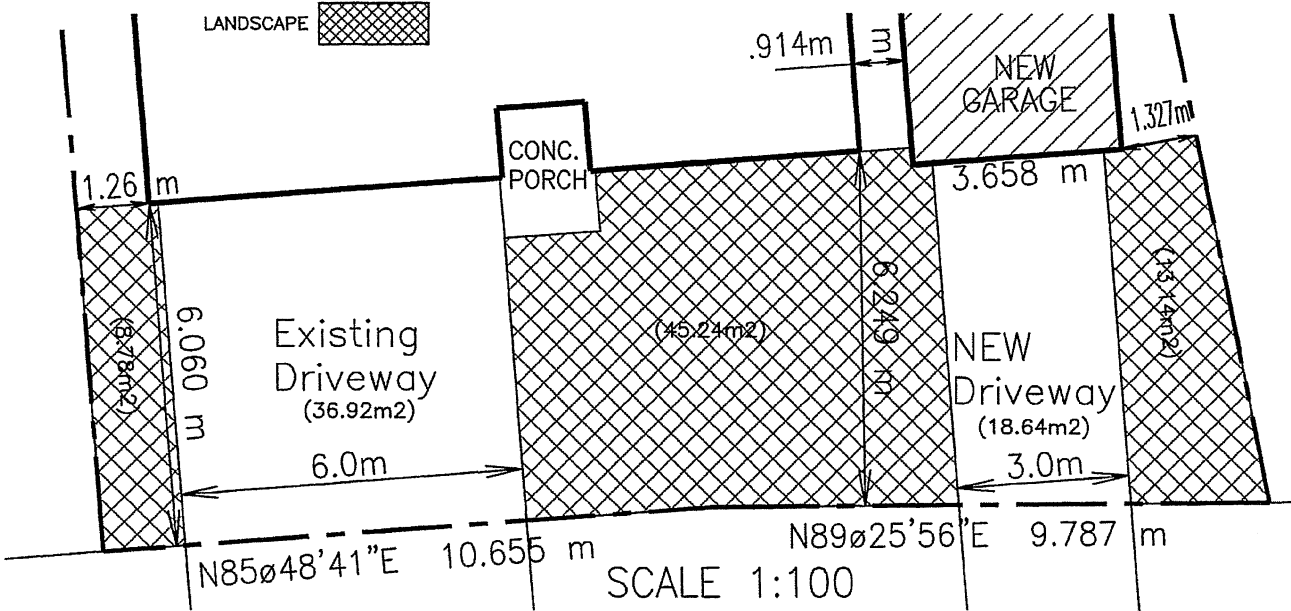 LANDSCAPE
.914m
m
NEW
GARAGE
1.327m
CONC.
PORCH
1.26 m
3.658 m
6.060 m
(8.78m2)
Existing
Driveway
(36.92m2)
6.0m
(45.24m2)
6.249 m
NEW
Driveway
(18.64m2)
3.0m
(13.14m2)
N85ø48'41"E 10.655 m
N89ø25'56"E 9.787 m
SCALE 1:100